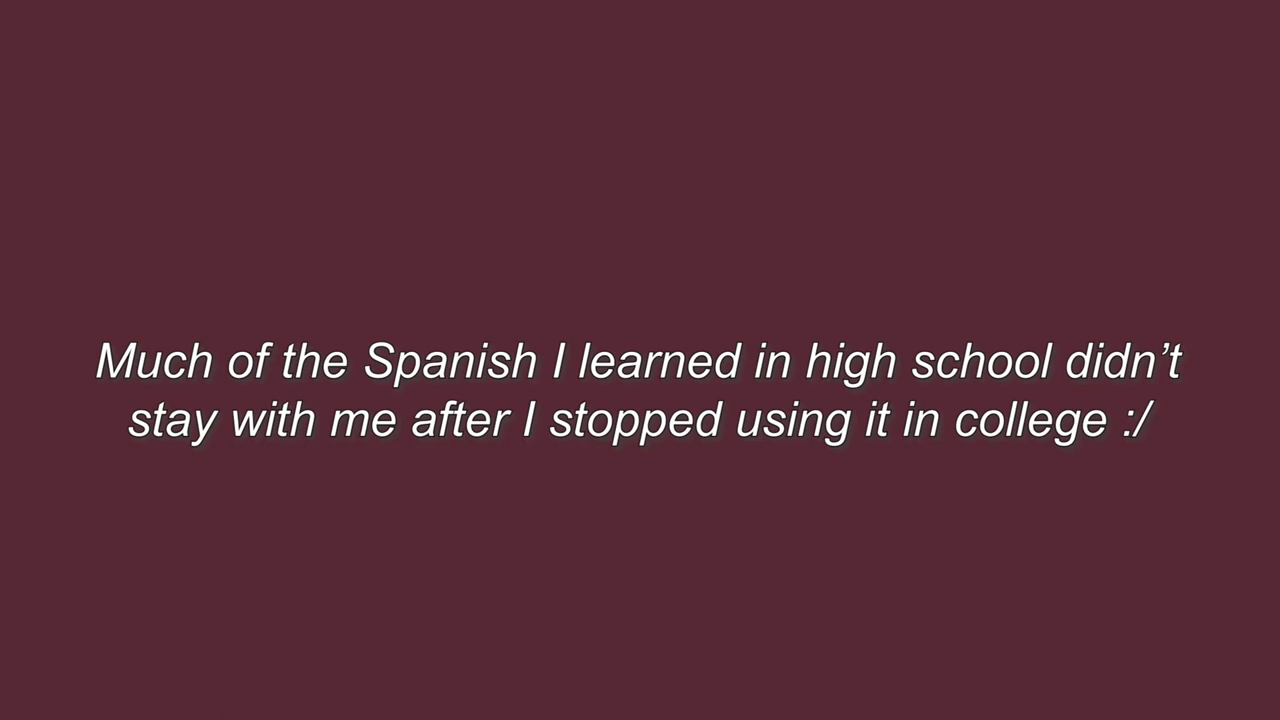 Much of the Spanish I learned in high school didn’t
stay with me after I stopped using it in college :/